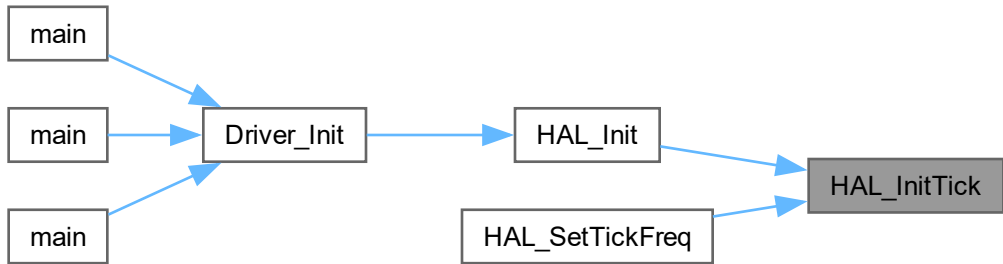 main
main
main
Driver_Init
HAL_Init
HAL_SetTickFreq
HAL_InitTick